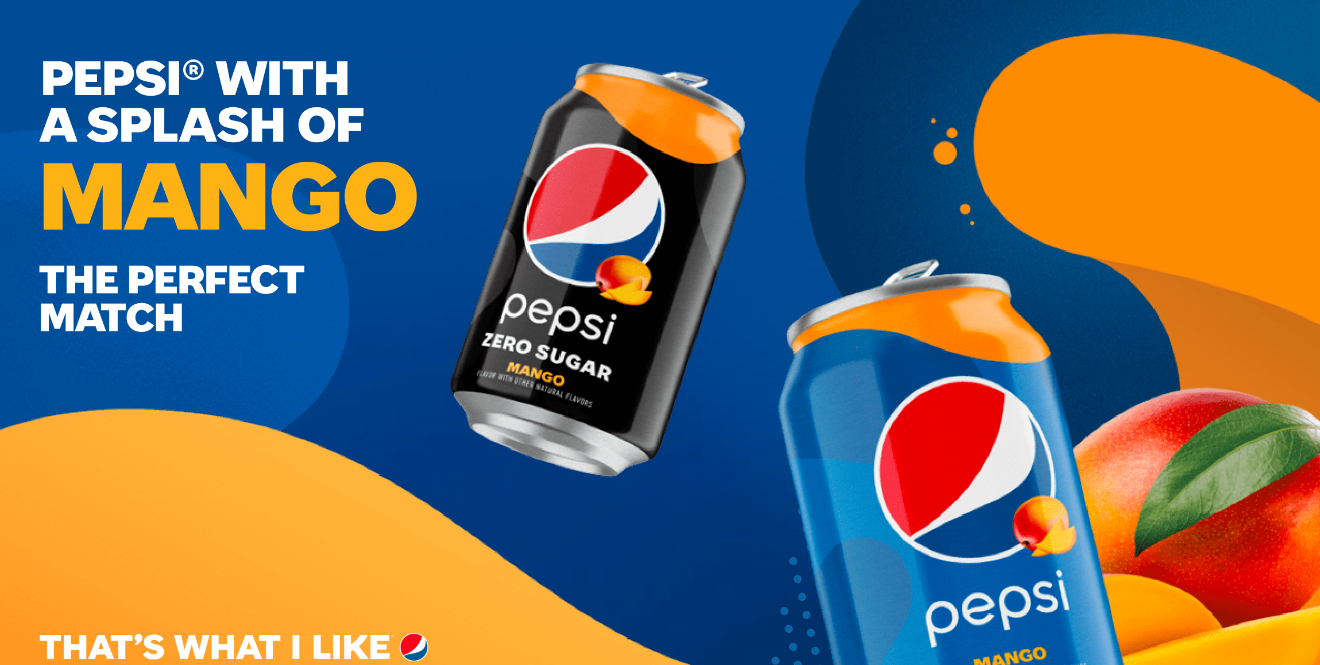 PEPSI® WITH
A SPLASH OF
MANGO
THE PERFECT
MATCH
pepsi
ZERO SUGAR
MANGO
FLAVOR WITH OTHER NATURAL FLAVORS
pepsi
MANGO
THAT'S WHAT I LIKE